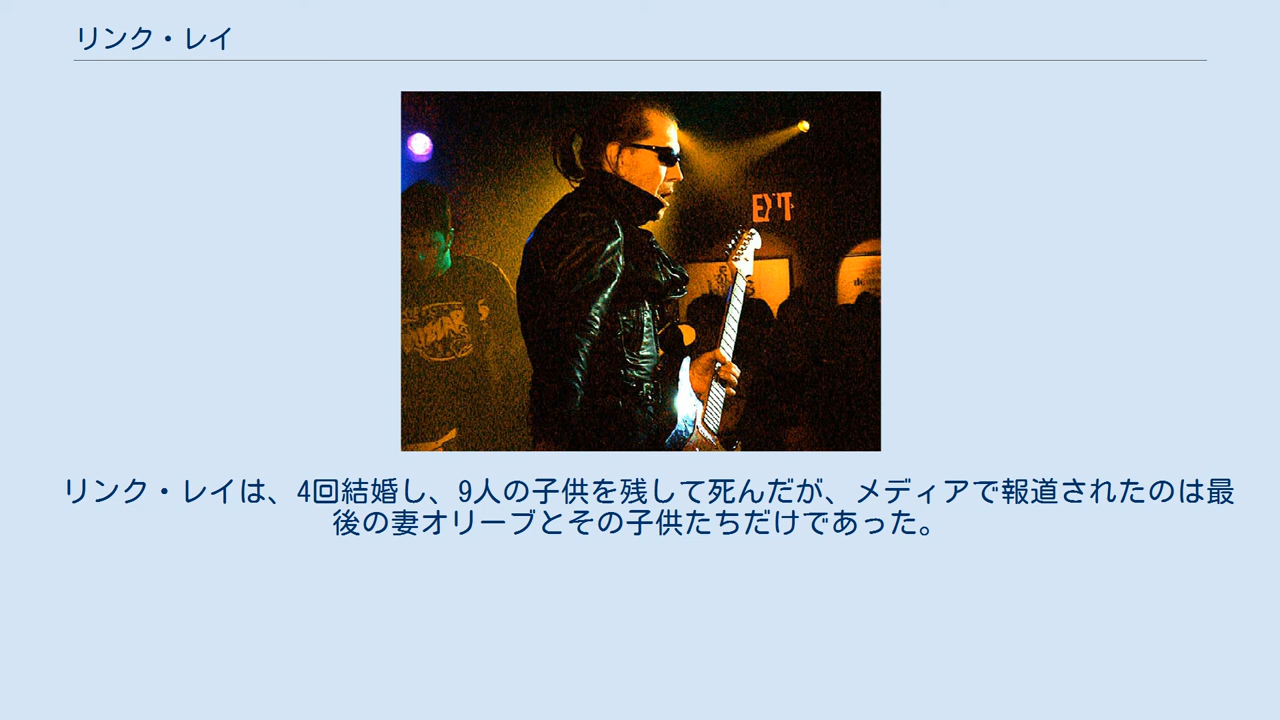 リンク・レイ
EXIT
リンク・レイは、4回結婚し、9人の子供を残して死んだが、メディアで報道されたのは最
後の妻オリーブとその子供たちだけであった。